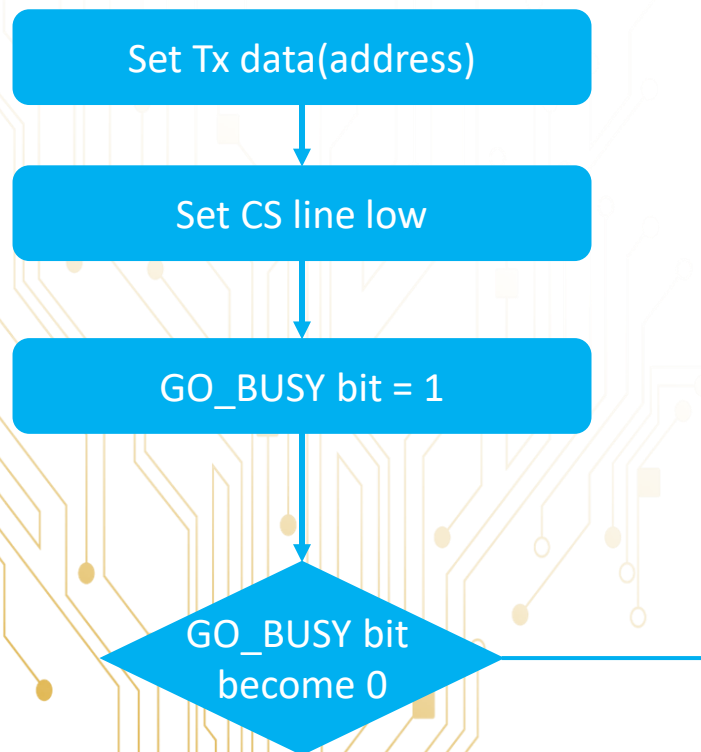 Set Tx data(address)
Set CS line low
GO_BUSY bit = 1
GO_BUSY bit
become 0